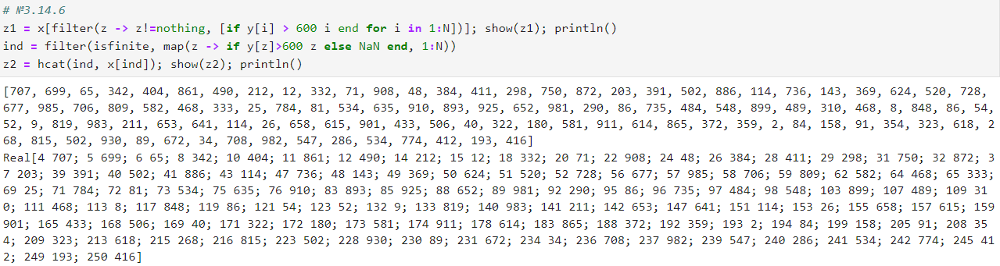 # №3.14.6
z1 = x[filter(z -> z!=nothing, [if y[i] > 600 i end for i in 1:N])]; show(z1); println()
ind = filter(isfinite, map(z -> if y[z]>600 z else NaN end, 1:N))
z2 = hcat(ind, x[ind]); show(z2); println()
[707, 699, 65, 342, 404, 861, 490, 212, 12, 332, 71, 908, 48, 384, 411, 298, 750, 872, 203, 391, 502, 886, 114, 736, 143, 369, 624, 520, 728,
677, 985, 706, 809, 582, 468, 333, 25, 784, 81, 534, 635, 910, 893, 925, 652, 981, 290, 86, 735, 484, 548, 899, 489, 310, 468, 8, 848, 86, 54,
52, 9, 819, 983, 211, 653, 641, 114, 26, 658, 615, 901, 433, 506, 40, 322, 180, 581, 911, 614, 865, 372, 359, 2, 84, 158, 91, 354, 323, 618, 2
68, 815, 502, 930, 89, 672, 34, 708, 982, 547, 286, 534, 774, 412, 193, 416]
Real[4 707; 5 699; 6 65; 8 342; 10 404; 11 861; 12 490; 14 212; 15 12; 18 332; 20 71; 22 908; 24 48; 26 384; 28 411; 29 298; 31 750; 32 872; 3
7 203; 39 391; 40 502; 41 886; 43 114; 47 736; 48 143; 49 369; 50 624; 51 520; 52 728; 56 677; 57 985; 58 706; 59 809; 62 582; 64 468; 65 333;
69 25; 71 784; 72 81; 73 534; 75 635; 76 910; 83 893; 85 925; 88 652; 89 981; 92 290; 95 86; 96 735; 97 484; 98 548; 103 899; 107 489; 109 31
0; 111 468; 113 8; 117 848; 119 86; 121 54; 123 52; 132 9; 133 819; 140 983; 141 211; 142 653; 147 641; 151 114; 153 26; 155 658; 157 615; 159
901; 165 433; 168 506; 169 40; 171 322; 172 180; 173 581; 174 911; 178 614; 183 865; 188 372; 192 359; 193 2; 194 84; 199 158; 205 91; 208 35
4; 209 323; 213 618; 215 268; 216 815; 223 502; 228 930; 230 89; 231 672; 234 34; 236 708; 237 982; 239 547; 240 286; 241 534; 242 774; 245 41
2; 249 193; 250 416]